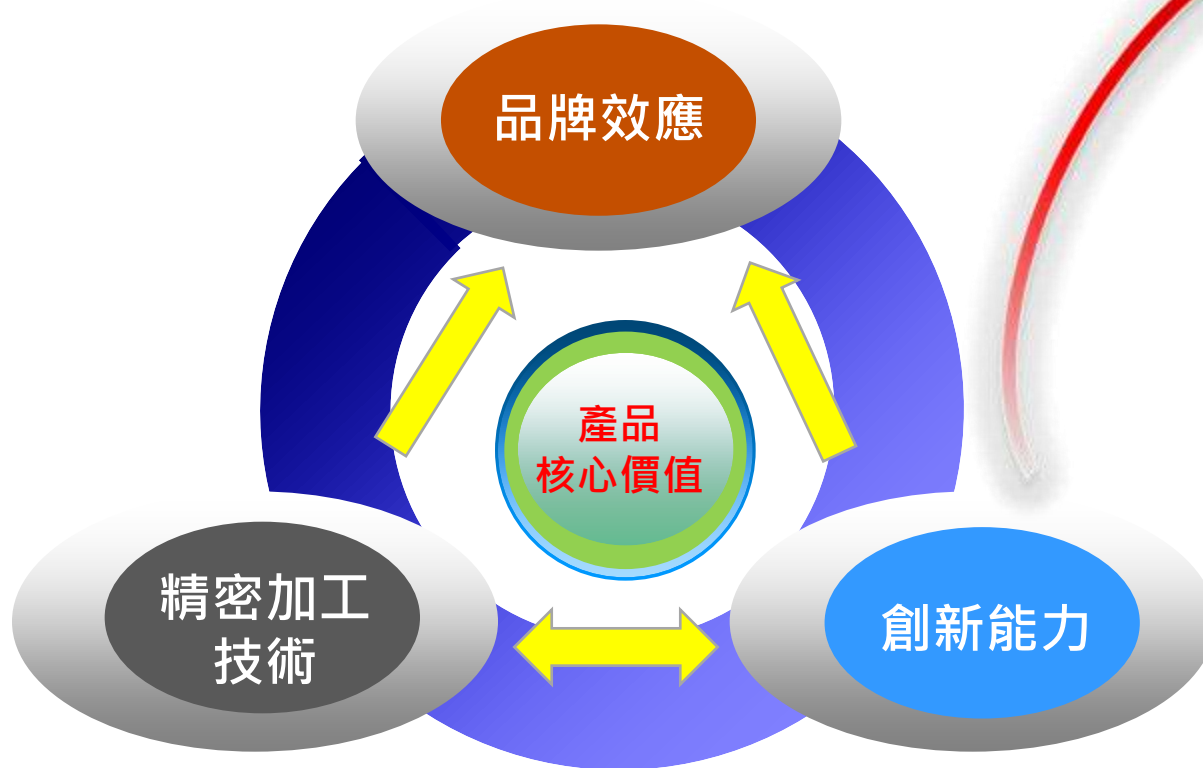 品牌效應
產品
核心價值
精密加工
技術
創新能力